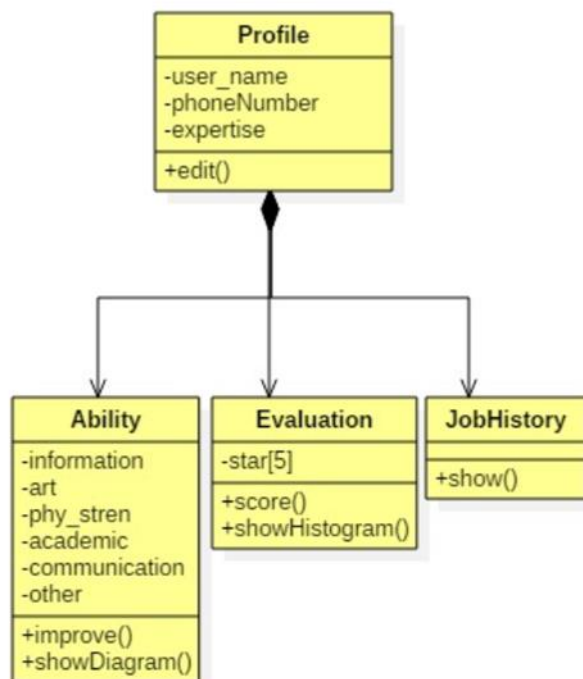 Profile
-user_name
-phoneNumber
-expertise
+edit()
Ability
-information
-art
-phy_stren
-academic
-communication
-other
+improve()
+showDiagram()
Evaluation
-star[5]
+score()
+showHistogram()
JobHistory
+show()